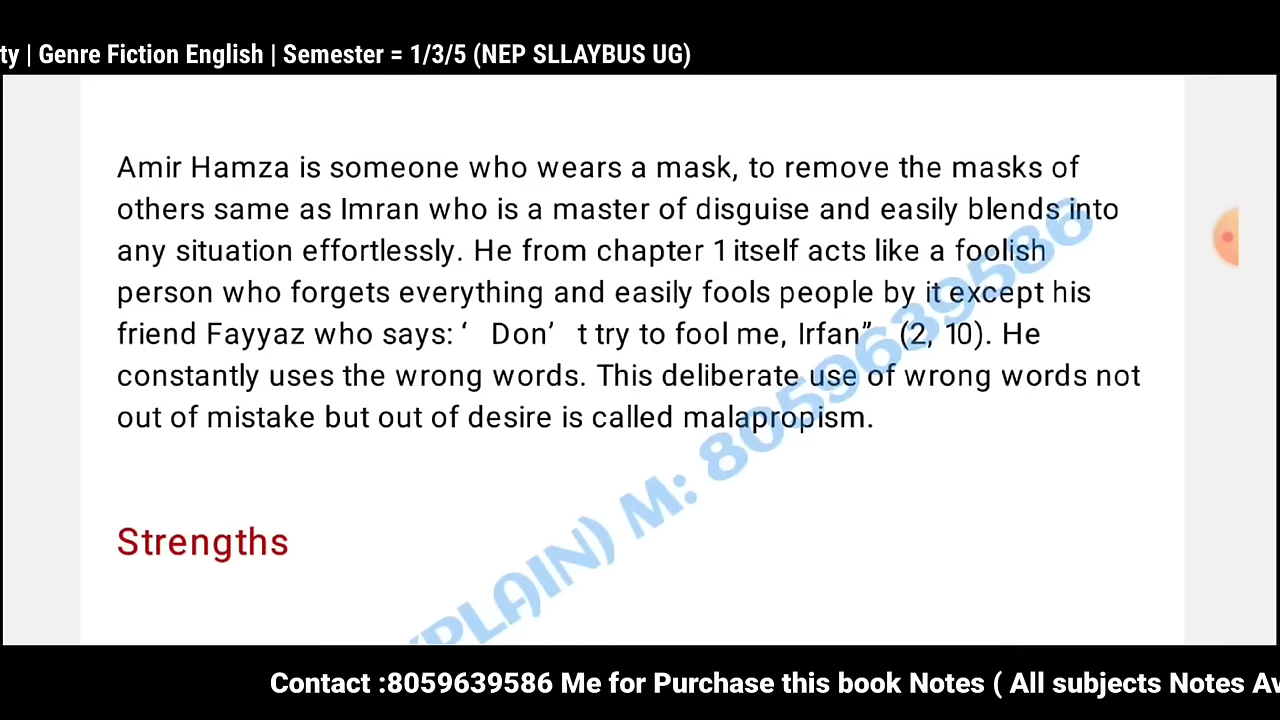 ty | Genre Fiction English | Semester = 1/3/5 (NEP SLLAYBUS UG)
Amir Hamza is someone who wears a mask, to remove the masks of
others same as Imran who is a master of disguise and easily blends into
any situation effortlessly. He from chapter 1 itself acts like a foolish
person who forgets everything and easily fools people by it except his
friend Fayyaz who says: ‘ Don’ t try to fool me, Irfan” (2, 10). He
constantly uses the wrong words. This deliberate use of wrong words not
out of mistake but out of desire is called malapropism.
PLAIN) M: 8059639586
Strengths
Contact :8059639586 Me for Purchase this book Notes ( All subjects Notes Av